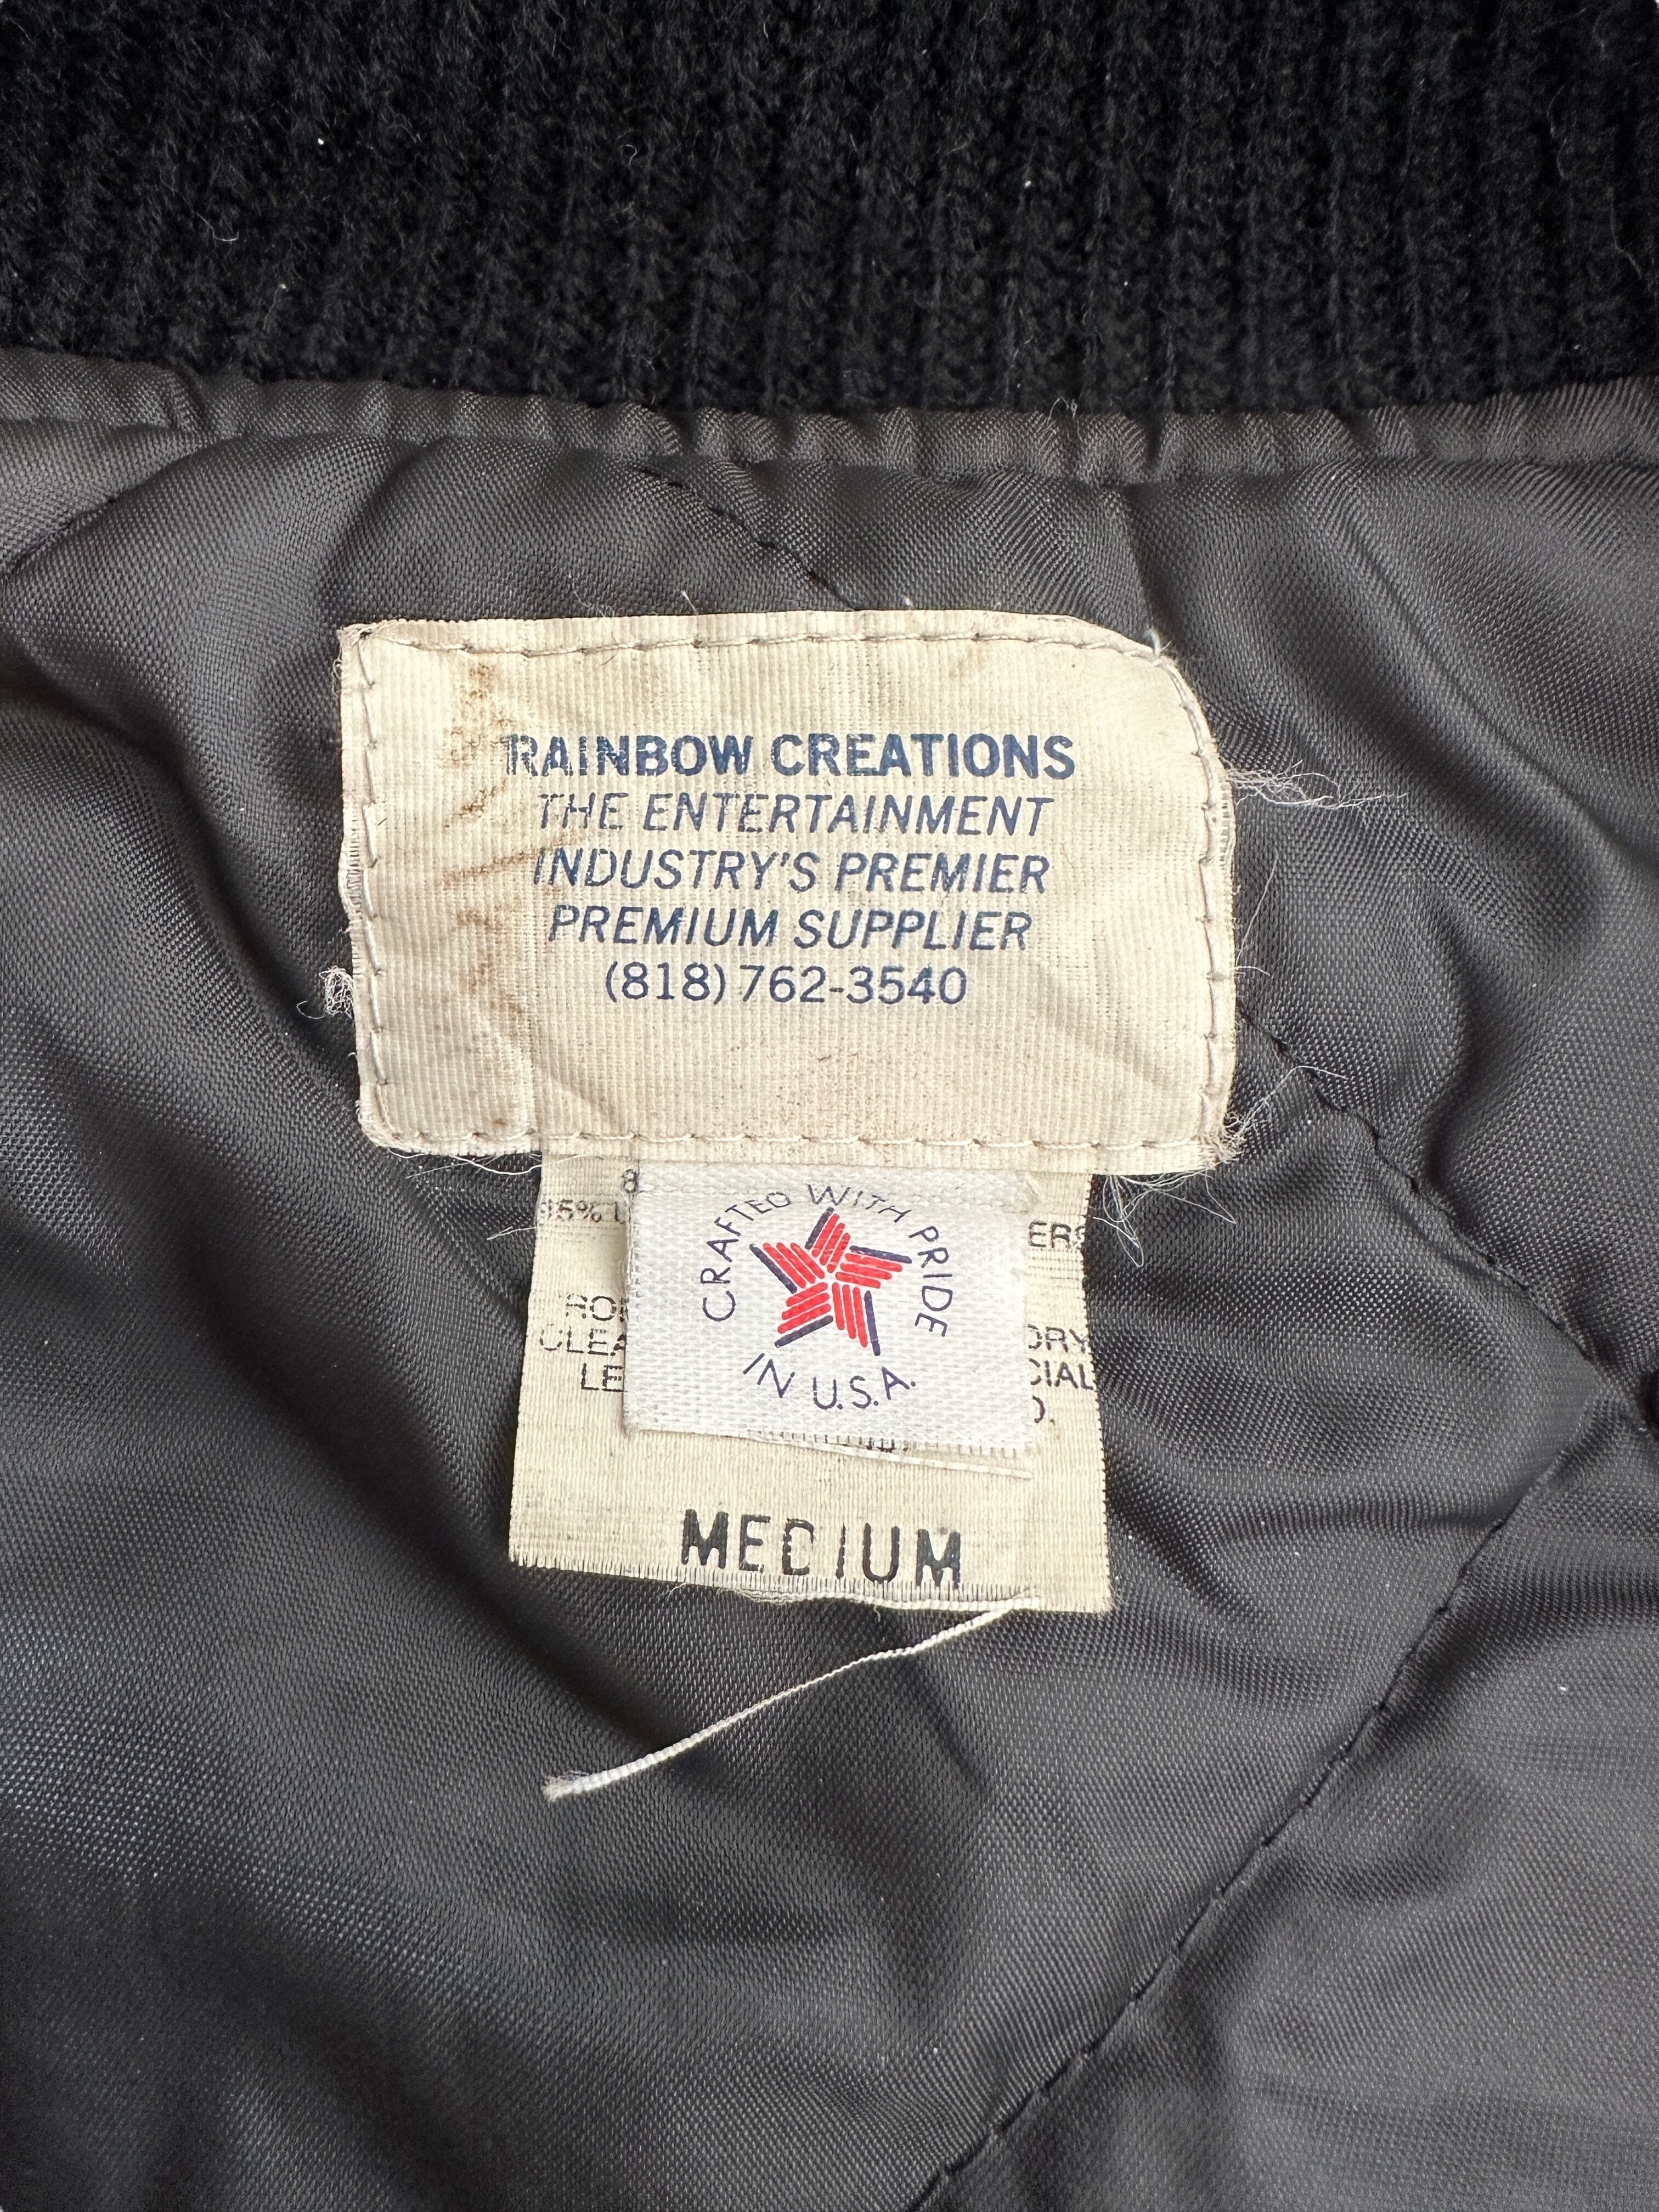 RAINBOW CREATIONS
THE ENTERTAINMENT
INDUSTRY'S PREMIER
PREMIUM SUPPLIER
(818) 762-3540
CRAFTED WITH PRIDE
IN U.S.A.
MEDIUM